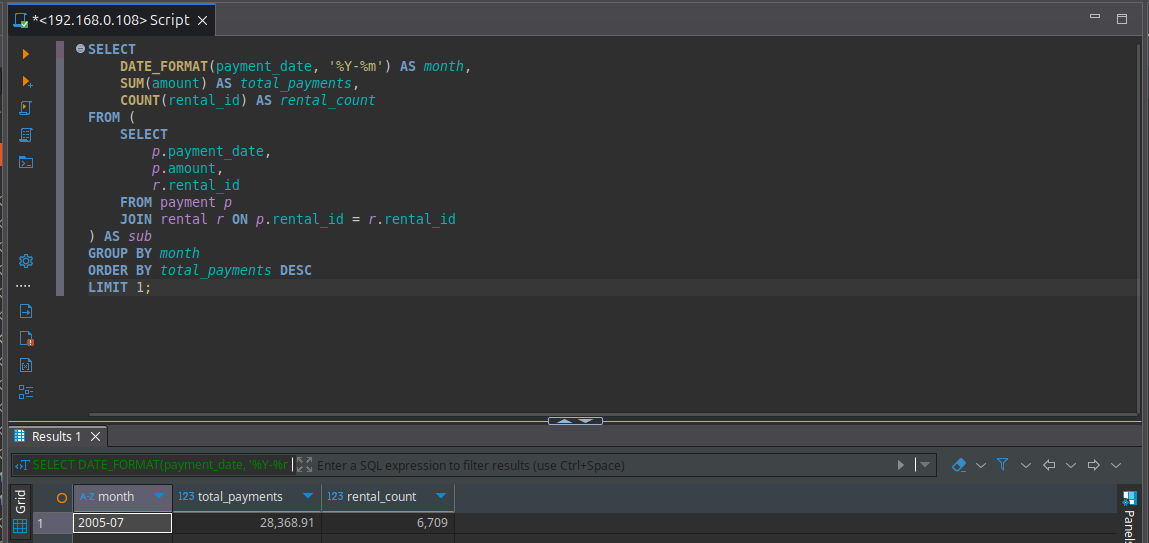 *<192.168.0.108> Script
SELECT
DATE_FORMAT(payment_date, '%Y-%m') AS month,
SUM(amount) AS total_payments,
COUNT(rental_id) AS rental_count
FROM (
SELECT
p.payment_date,
p.amount,
r.rental_id
FROM payment p
JOIN rental r ON p.rental_id = r.rental_id
) AS sub
GROUP BY month
ORDER BY total_payments DESC
LIMIT 1;
Results 1
SELECT DATE_FORMAT(payment_date, '%Y-%m
Enter a SQL expression to filter results (use Ctrl+Space)
Grid
A-Z month 123 total_payments 123 rental_count
1 2005-07 28,368.91 6,709
Panels